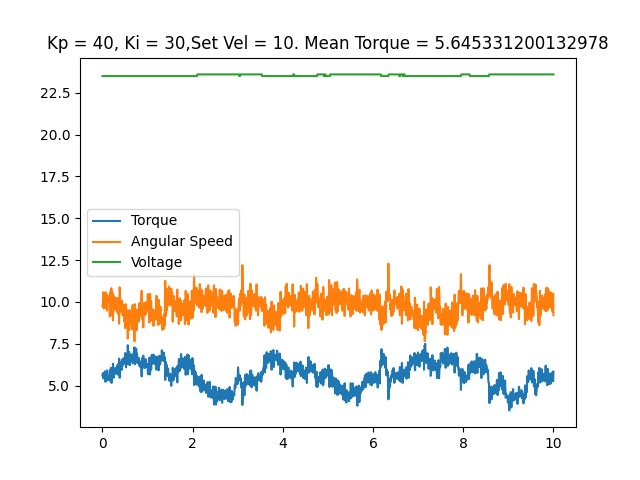 Kp = 40, Ki = 30,Set Vel = 10. Mean Torque = 5.645331200132978
22.5
20.0
17.5
15.0
12.5
10.0
7.5
5.0
Torque
Angular Speed
Voltage
0 2 4 6 8 10